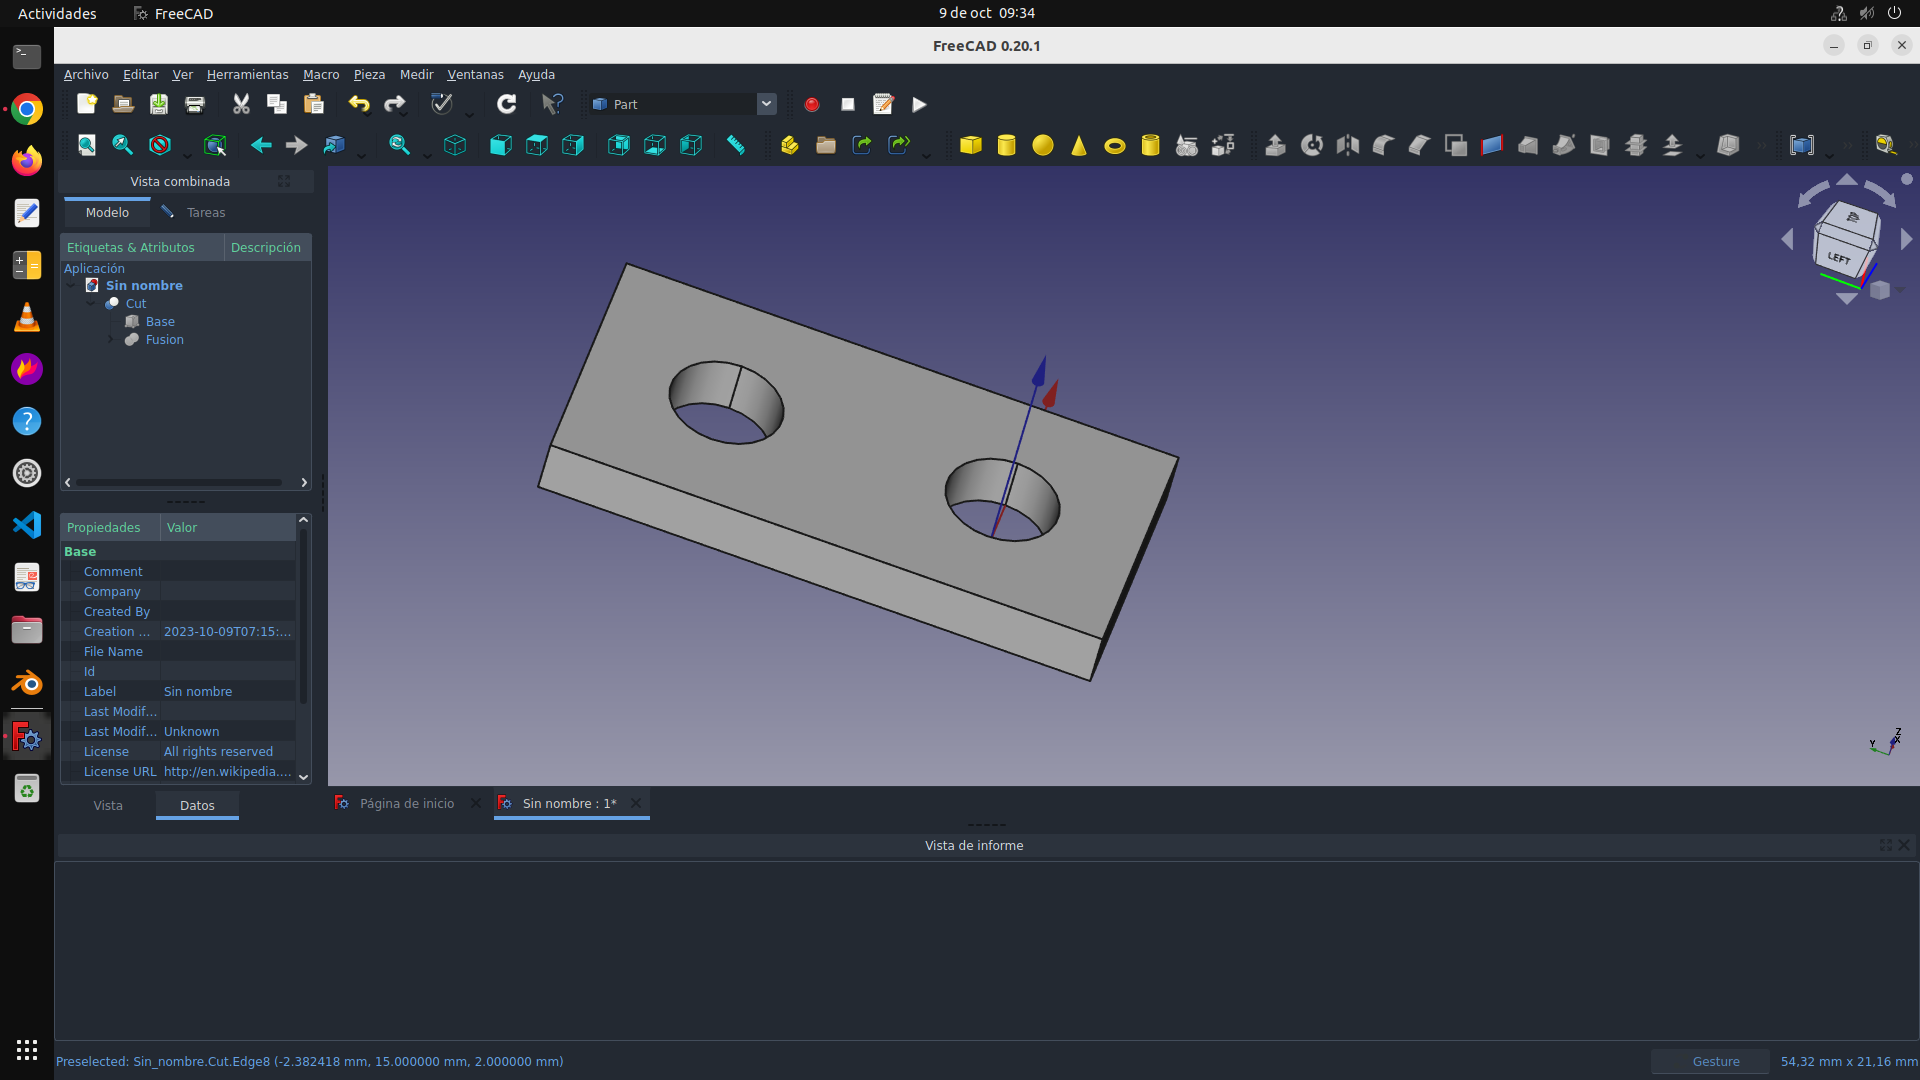 Actividades FreeCAD 9 de oct 09:34
FreeCAD 0.20.1
Archivo Editar Ver Herramientas Macro Pieza Medir Ventanas Ayuda
Part
Vista combinada
Modelo Tareas
Etiquetas & Atributos Descripción
Aplicación
Sin nombre
Cut
Base
Fusion
LEFT
Propiedades Valor
Base
Comment
Company
Created By
Creation ... 2023-10-09T07:15:...
File Name
Id
Label Sin nombre
Last Modif...
Last Modif... Unknown
License All rights reserved
License URL http://en.wikipedia....
Z
X
Y
Vista Datos
Página de inicio Sin nombre : 1*
Vista de informe
Preselected: Sin_nombre.Cut.Edge8 (-2.382418 mm, 15.000000 mm, 2.000000 mm) Gesture 54,32 mm x 21,16 mm